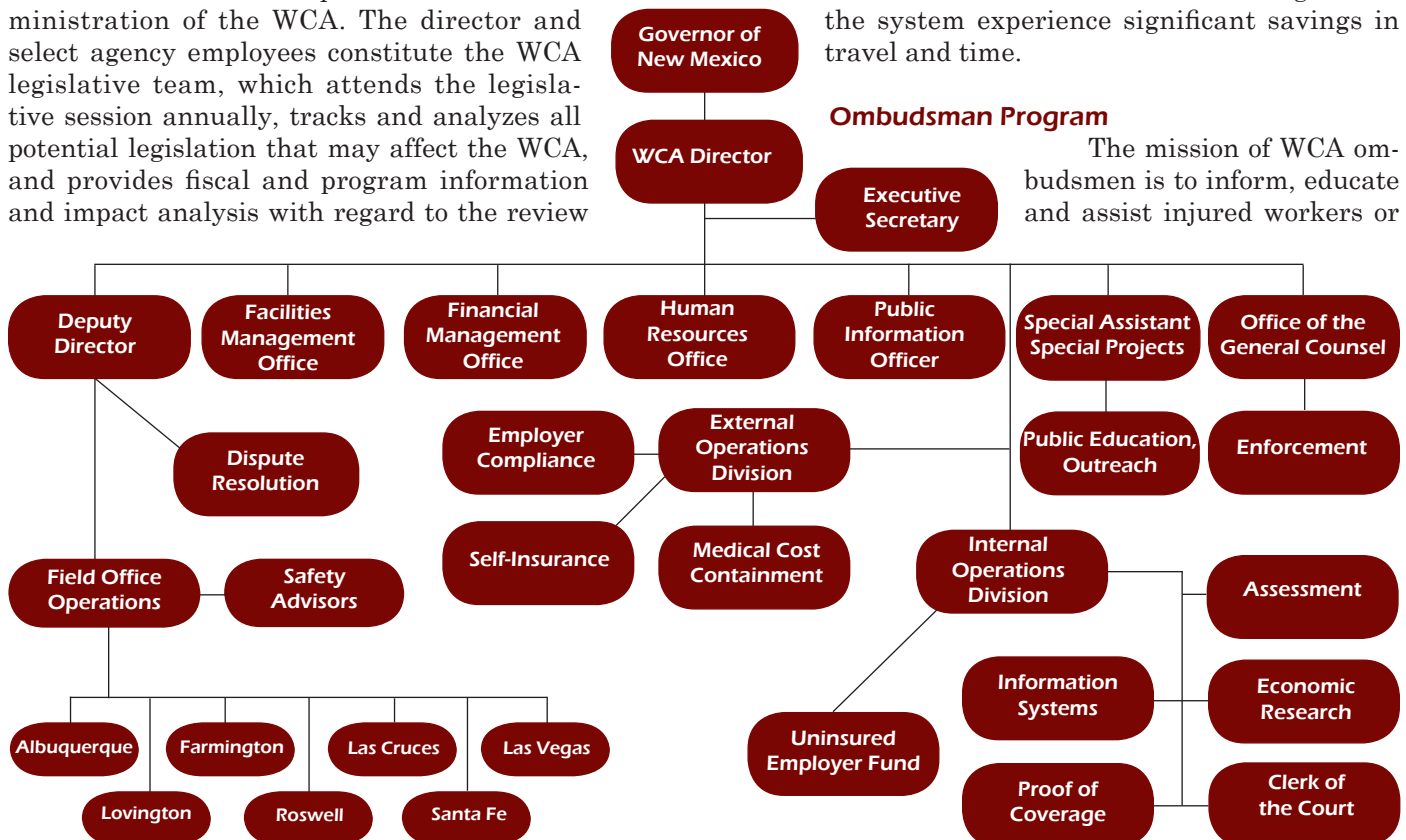 ministration of the WCA. The director and
select agency employees constitute the WCA
legislative team, which attends the legisla-
tive session annually, tracks and analyzes all
potential legislation that may affect the WCA,
and provides fiscal and program information
and impact analysis with regard to the review
the system experience significant savings in
travel and time.
Ombudsman Program
The mission of WCA om-
budsmen is to inform, educate
and assist injured workers or
Governor of
New Mexico
WCA Director
Executive
Secretary
Deputy
Director
Facilities
Management
Office
Financial
Management
Office
Human
Resources
Office
Public
Information
Officer
Special Assistant
Special Projects
Office of the
General Counsel
Dispute
Resolution
Employer
Compliance
External
Operations
Division
Public Education,
Outreach
Enforcement
Self-Insurance
Medical Cost
Containment
Internal
Operations
Division
Field Office
Operations
Safety
Advisors
Assessment
Information
Systems
Economic
Research
Uninsured
Employer Fund
Proof of
Coverage
Clerk of
the Court
Albuquerque
Farmington
Las Cruces
Las Vegas
Lovington
Roswell
Santa Fe